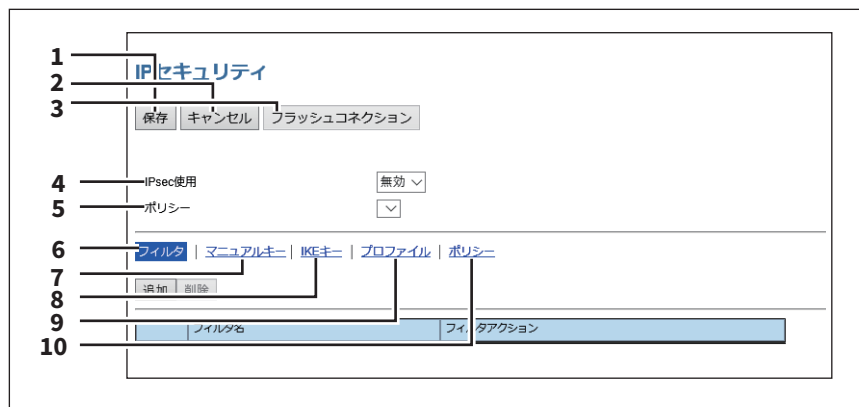 1
2
3
4
5
6
7
8
9
10
IPセキュリティ
保存 キャンセル フラッシュコネクション
IPsec使用 無効
ポリシー
フィルタ | マニュアルキー | IKEキー | プロファイル | ポリシー
追加 削除
フィルタ名 フィルタアクション